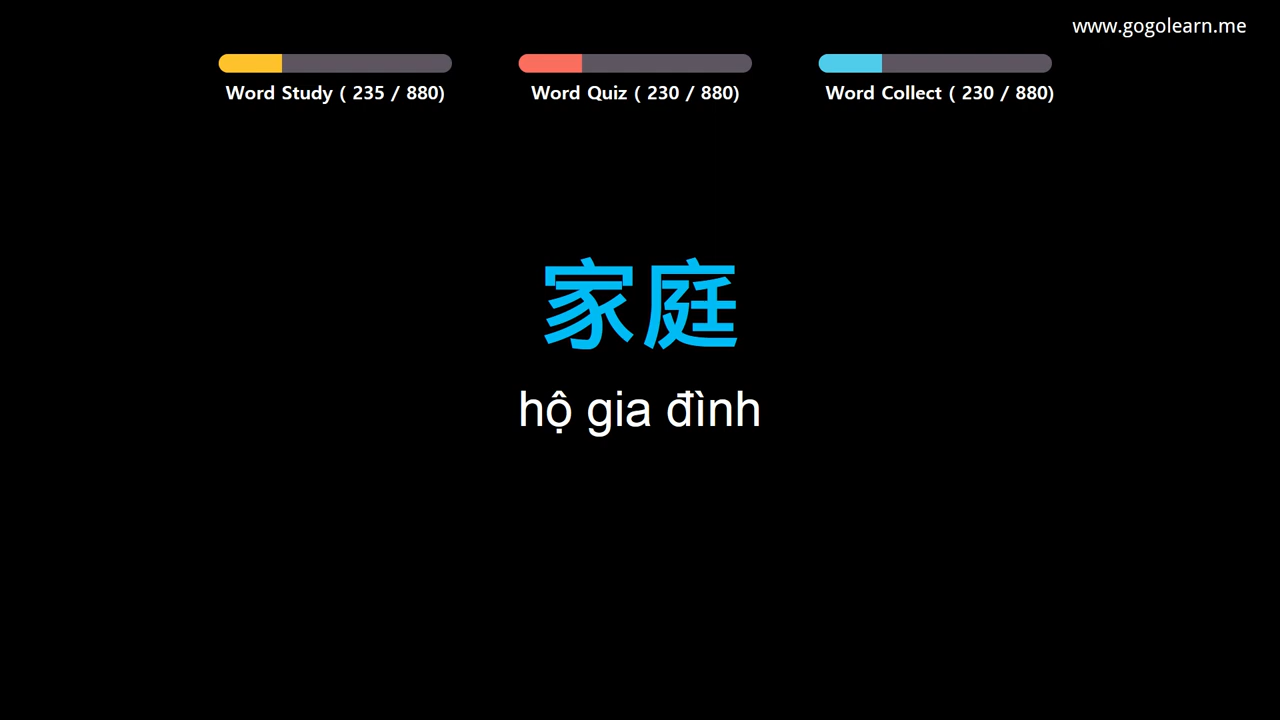 www.gogolearn.me
Word Study ( 235 / 880)
Word Quiz ( 230 / 880)
Word Collect ( 230 / 880)
家庭
hộ gia đình